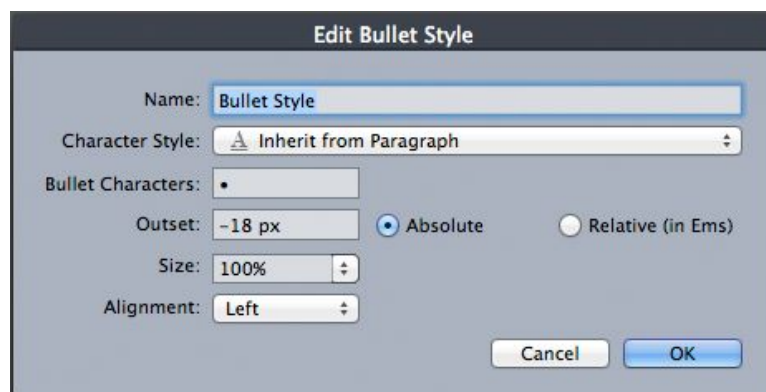 Edit Bullet Style
Name: Bullet Style
Character Style: A Inherit from Paragraph
Bullet Characters: •
Outset: -18 px Absolute Relative (in Ems)
Size: 100%
Alignment: Left
Cancel OK